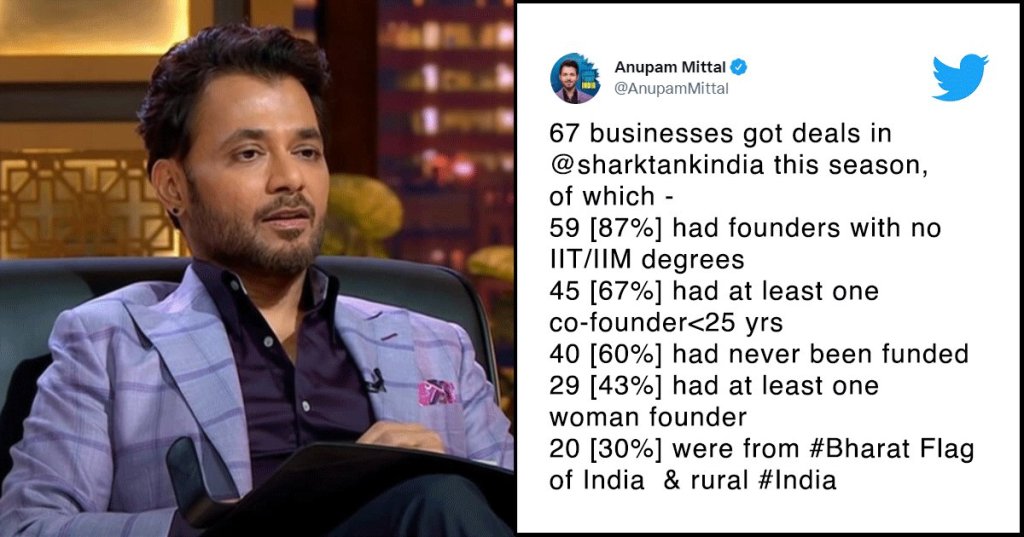 Anupam Mittal
@AnupamMittal
67 businesses got deals in
@sharktankindia this season,
of which -
59 [87%] had founders with no
IIT/IIM degrees
45 [67%] had at least one
co-founder<25 yrs
40 [60%] had never been funded
29 [43%] had at least one
woman founder
20 [30%] were from #Bharat Flag
of India & rural #India